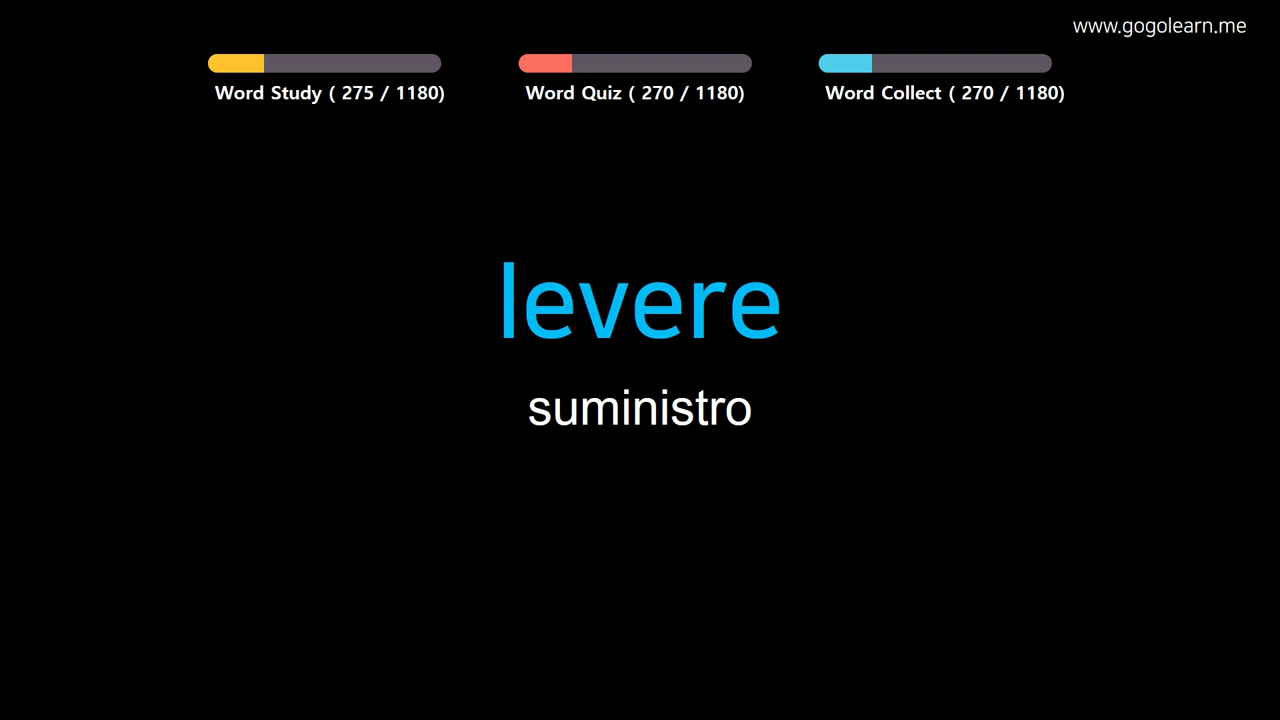 www.gogolearn.me
Word Study ( 275 / 1180)
Word Quiz ( 270 / 1180)
Word Collect ( 270 / 1180)
levere
suministro